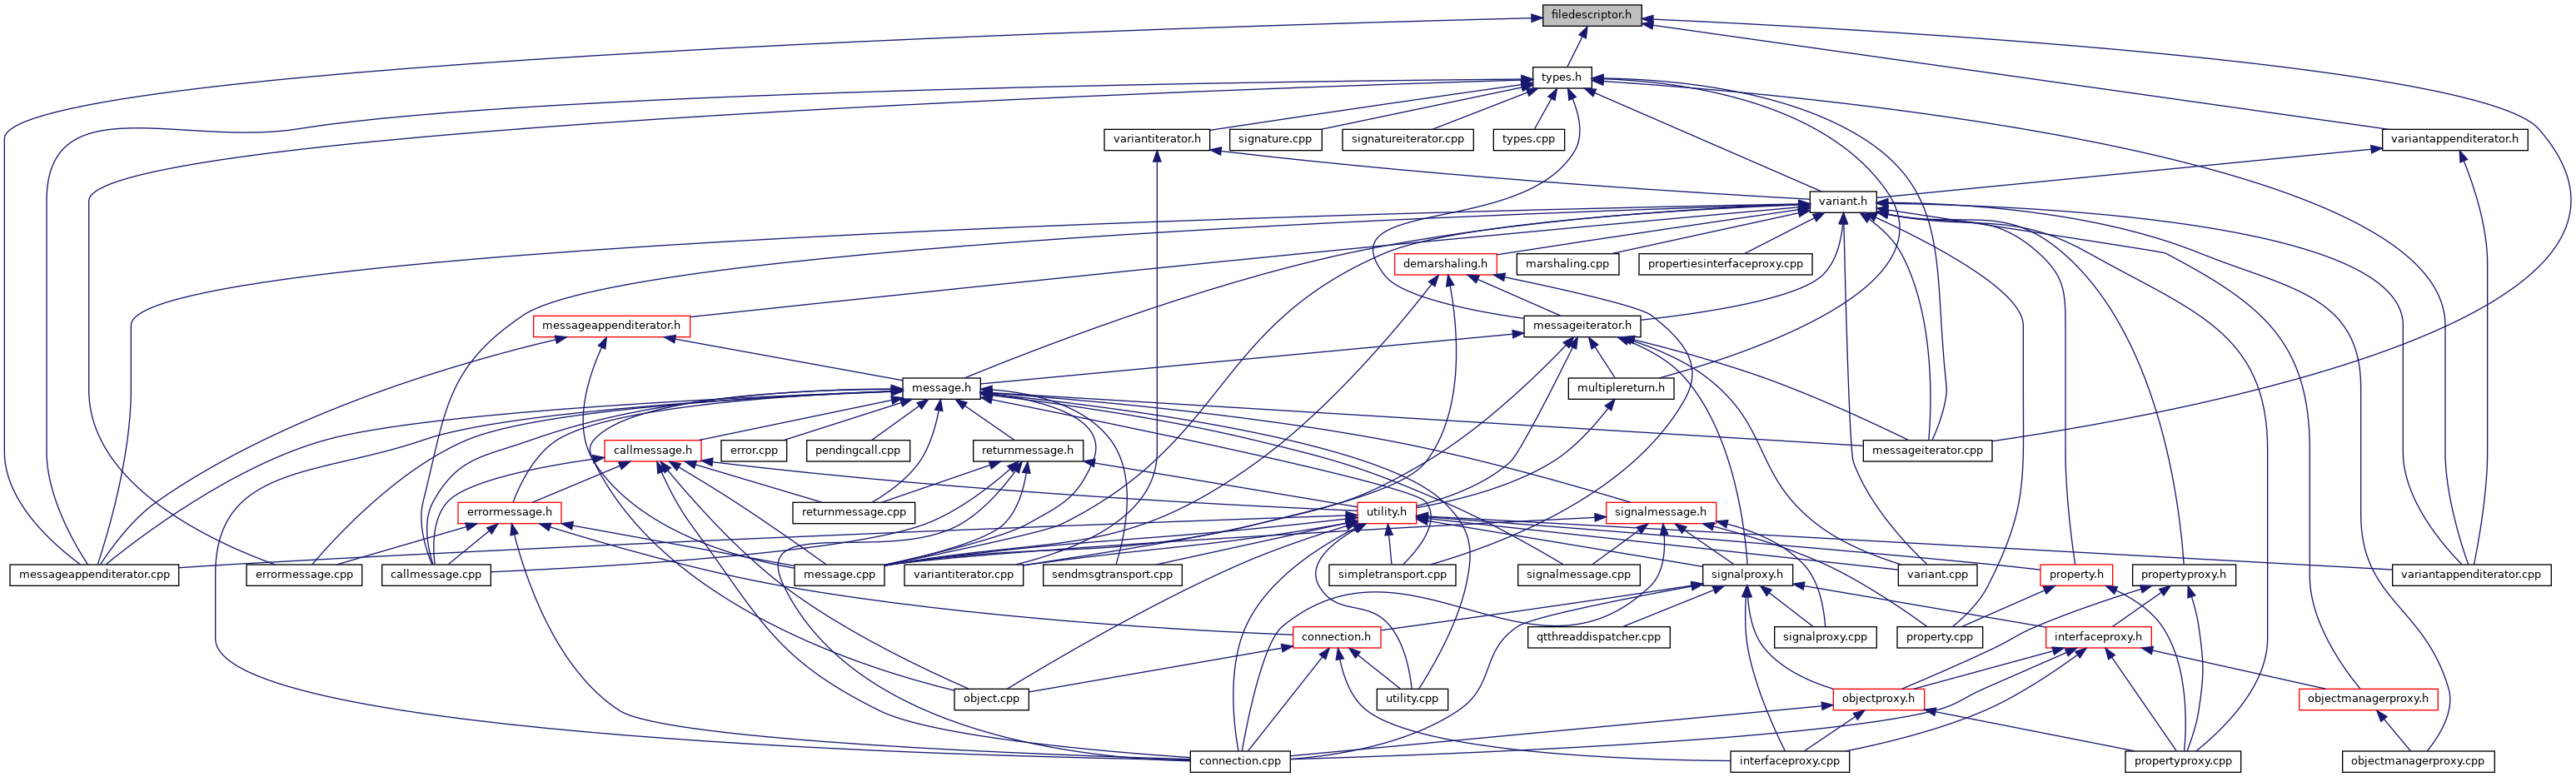 filedescriptor.h
types.h
variantiterator.h
signature.cpp
signatureiterator.cpp
types.cpp
variantappenditerator.h
variant.h
demarshaling.h
marshaling.cpp
propertiesinterfaceproxy.cpp
messageappenditerator.h
messageiterator.h
message.h
multiplereturn.h
callmessage.h
error.cpp
pendingcall.cpp
returnmessage.h
messageiterator.cpp
errormessage.h
returnmessage.cpp
utility.h
signalmessage.h
messageappenditerator.cpp
errormessage.cpp
callmessage.cpp
message.cpp
variantiterator.cpp
sendmsgtransport.cpp
simpletransport.cpp
signalmessage.cpp
signalproxy.h
variant.cpp
property.h
propertyproxy.h
variantappenditerator.cpp
connection.h
qtthreaddispatcher.cpp
signalproxy.cpp
property.cpp
interfaceproxy.h
object.cpp
utility.cpp
objectproxy.h
objectmanagerproxy.h
connection.cpp
interfaceproxy.cpp
propertyproxy.cpp
objectmanagerproxy.cpp